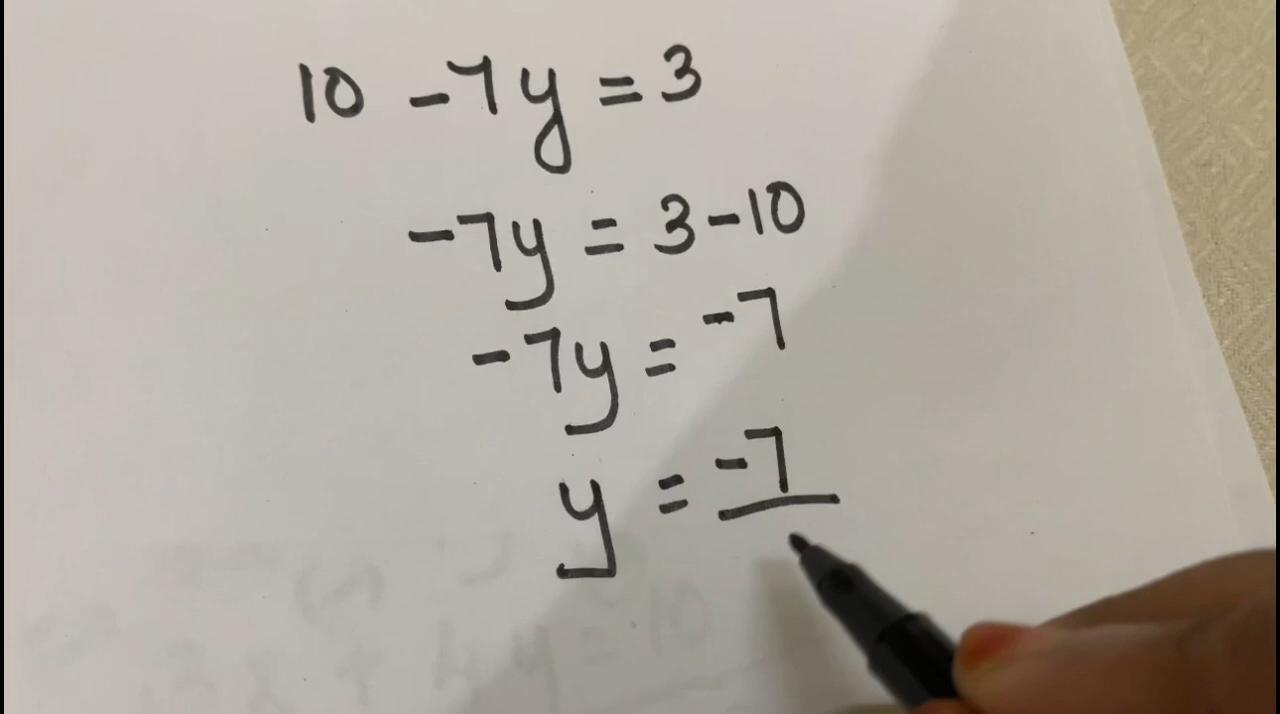 10 -7y = 3
-7y = 3-10
-7y = -7
y = -7